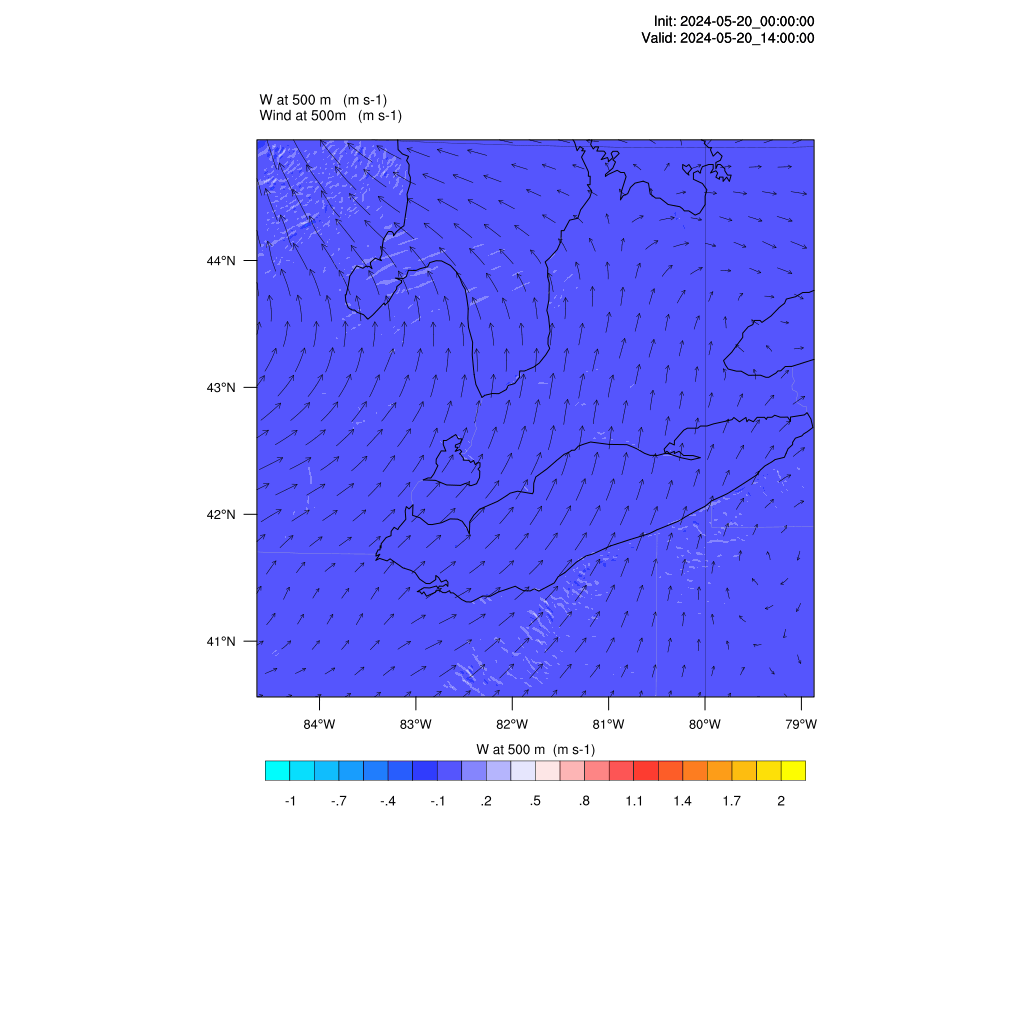 Init: 2024-05-20_00:00:00
Valid: 2024-05-20_14:00:00
W at 500 m (m s-1)
Wind at 500m (m s-1)
44°N
43°N
42°N
41°N
84°W 83°W 82°W 81°W 80°W 79°W
W at 500 m (m s-1)
-1 -.7 -.4 -.1 .2 .5 .8 1.1 1.4 1.7 2